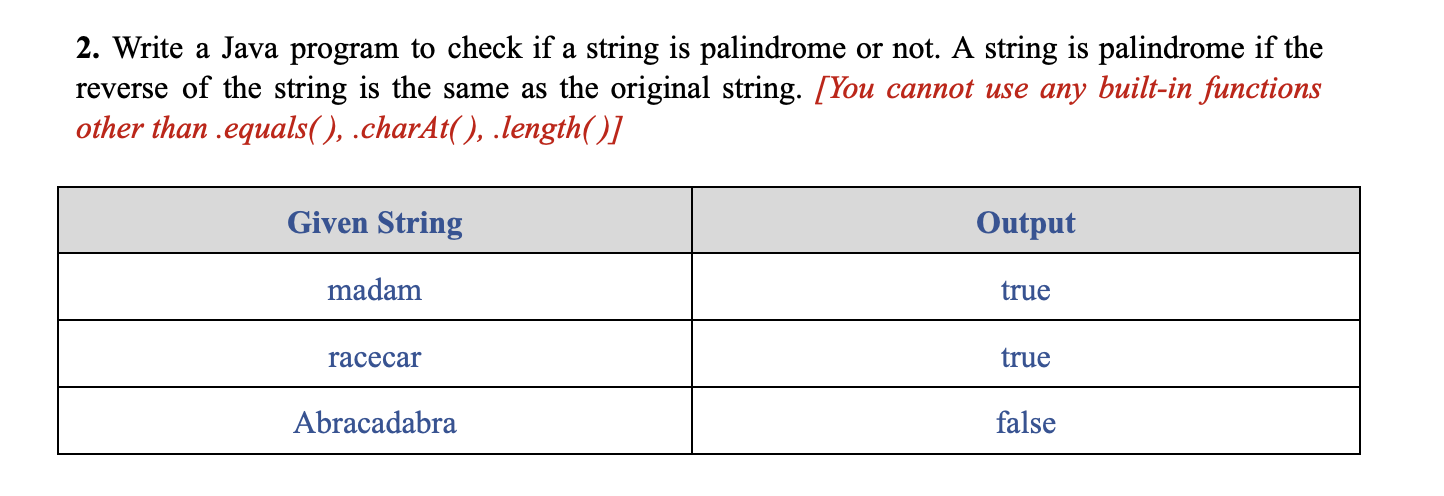 2. Write a Java program to check if a string is palindrome or not. A string is palindrome if the
reverse of the string is the same as the original string. [You cannot use any built-in functions
other than .equals( ), .charAt( ), .length( )]
Given String Output
madam true
racecar true
Abracadabra false